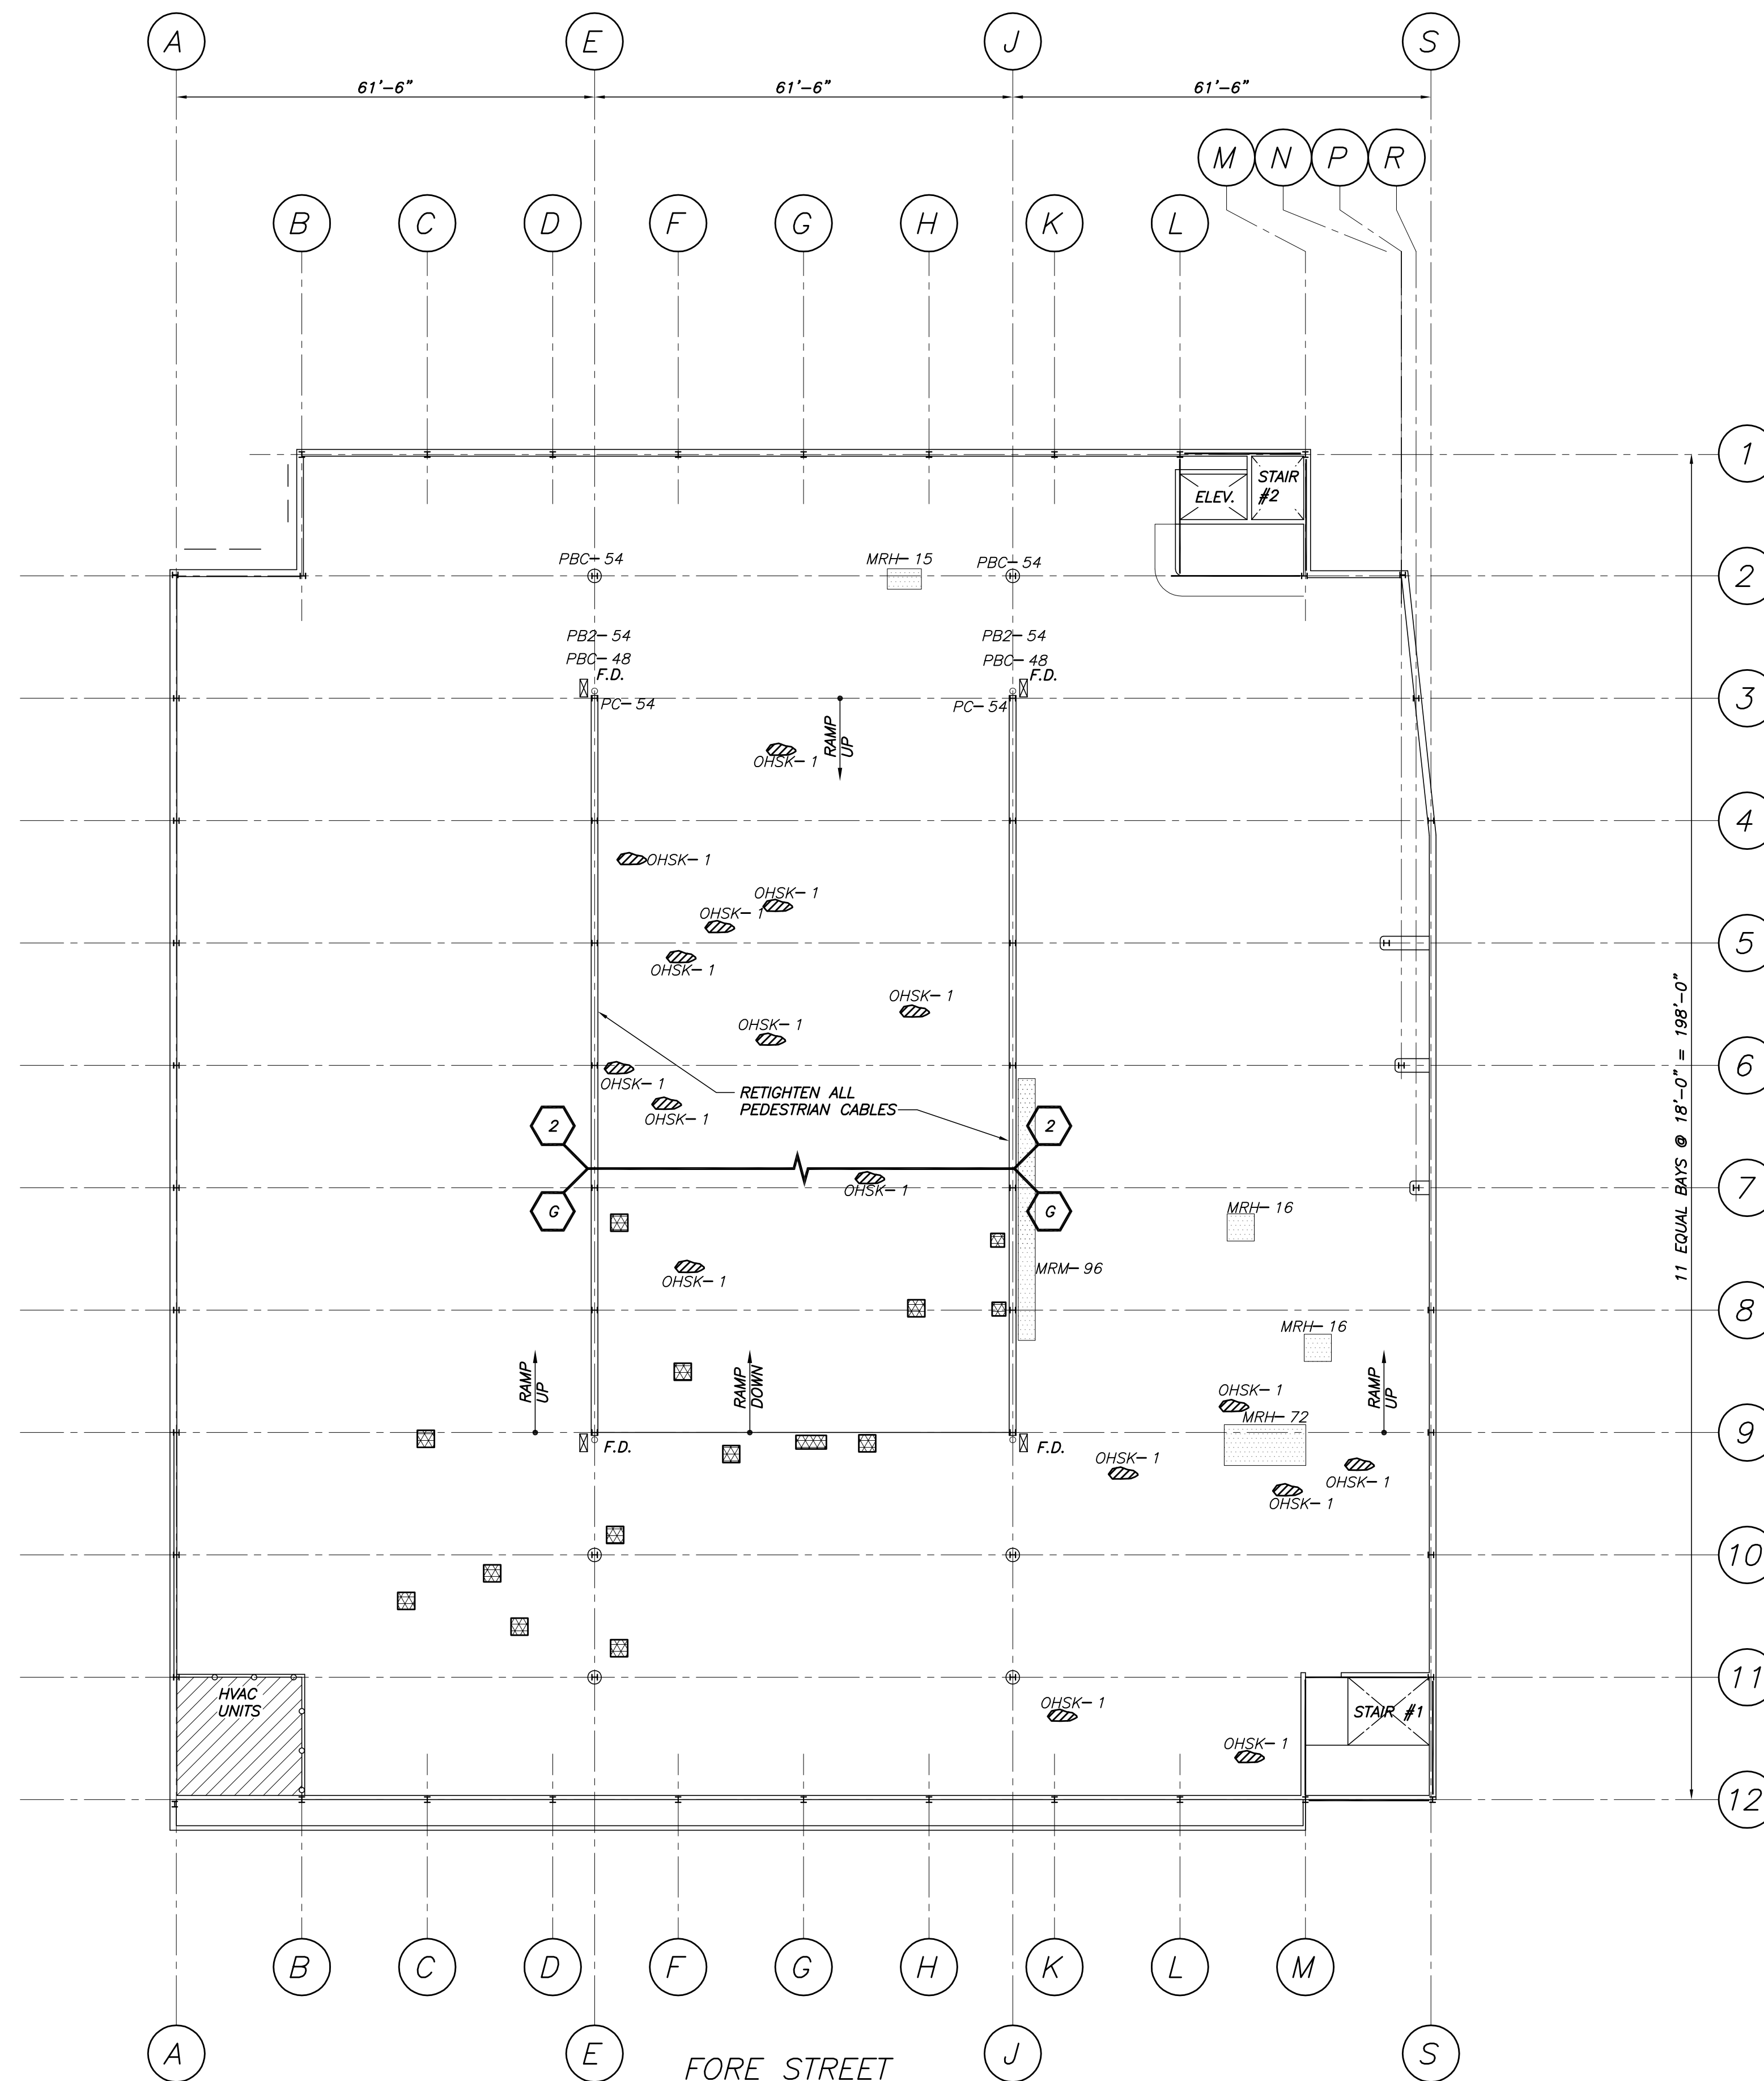 A
E
J
S
61'-6"
61'-6"
61'-6"
M
N
P
R
B
C
D
F
G
H
K
L
1
STAIR
#2
ELEV.
PBC-54
MRH-15
PBC-54
2
PB2-54
PB2-54
PBC-48
PBC-48
F.D.
F.D.
3
PC-54
PC-54
RAMP
UP
OHSK-1
4
OHSK-1
OHSK-1
OHSK-1
5
OHSK-1
OHSK-1
OHSK-1
11 EQUAL BAYS @ 18'-0" = 198'-0"
6
OHSK-1
RETIGHTEN ALL
PEDESTRIAN CABLES
OHSK-1
2
2
7
OHSK-1
G
G
MRH-16
MRM-96
OHSK-1
8
MRH-16
RAMP
UP
RAMP
DOWN
RAMP
UP
OHSK-1
MRH-72
9
F.D.
F.D.
OHSK-1
OHSK-1
OHSK-1
10
11
HVAC
UNITS
OHSK-1
STAIR #1
OHSK-1
12
B
C
D
F
G
H
K
L
M
A
E
J
S
FORE STREET